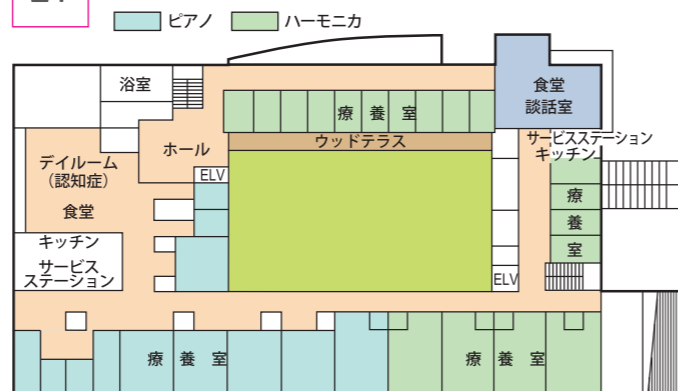 ピアノ
ハーモニカ
浴室
食堂
談話室
療養室
ウッドテラス
サービスステーション
キッチン
ホール
デイルーム
（認知症）
食堂
ELV
キッチン
サービス
ステーション
療
養
室
ELV
療養室
療養室